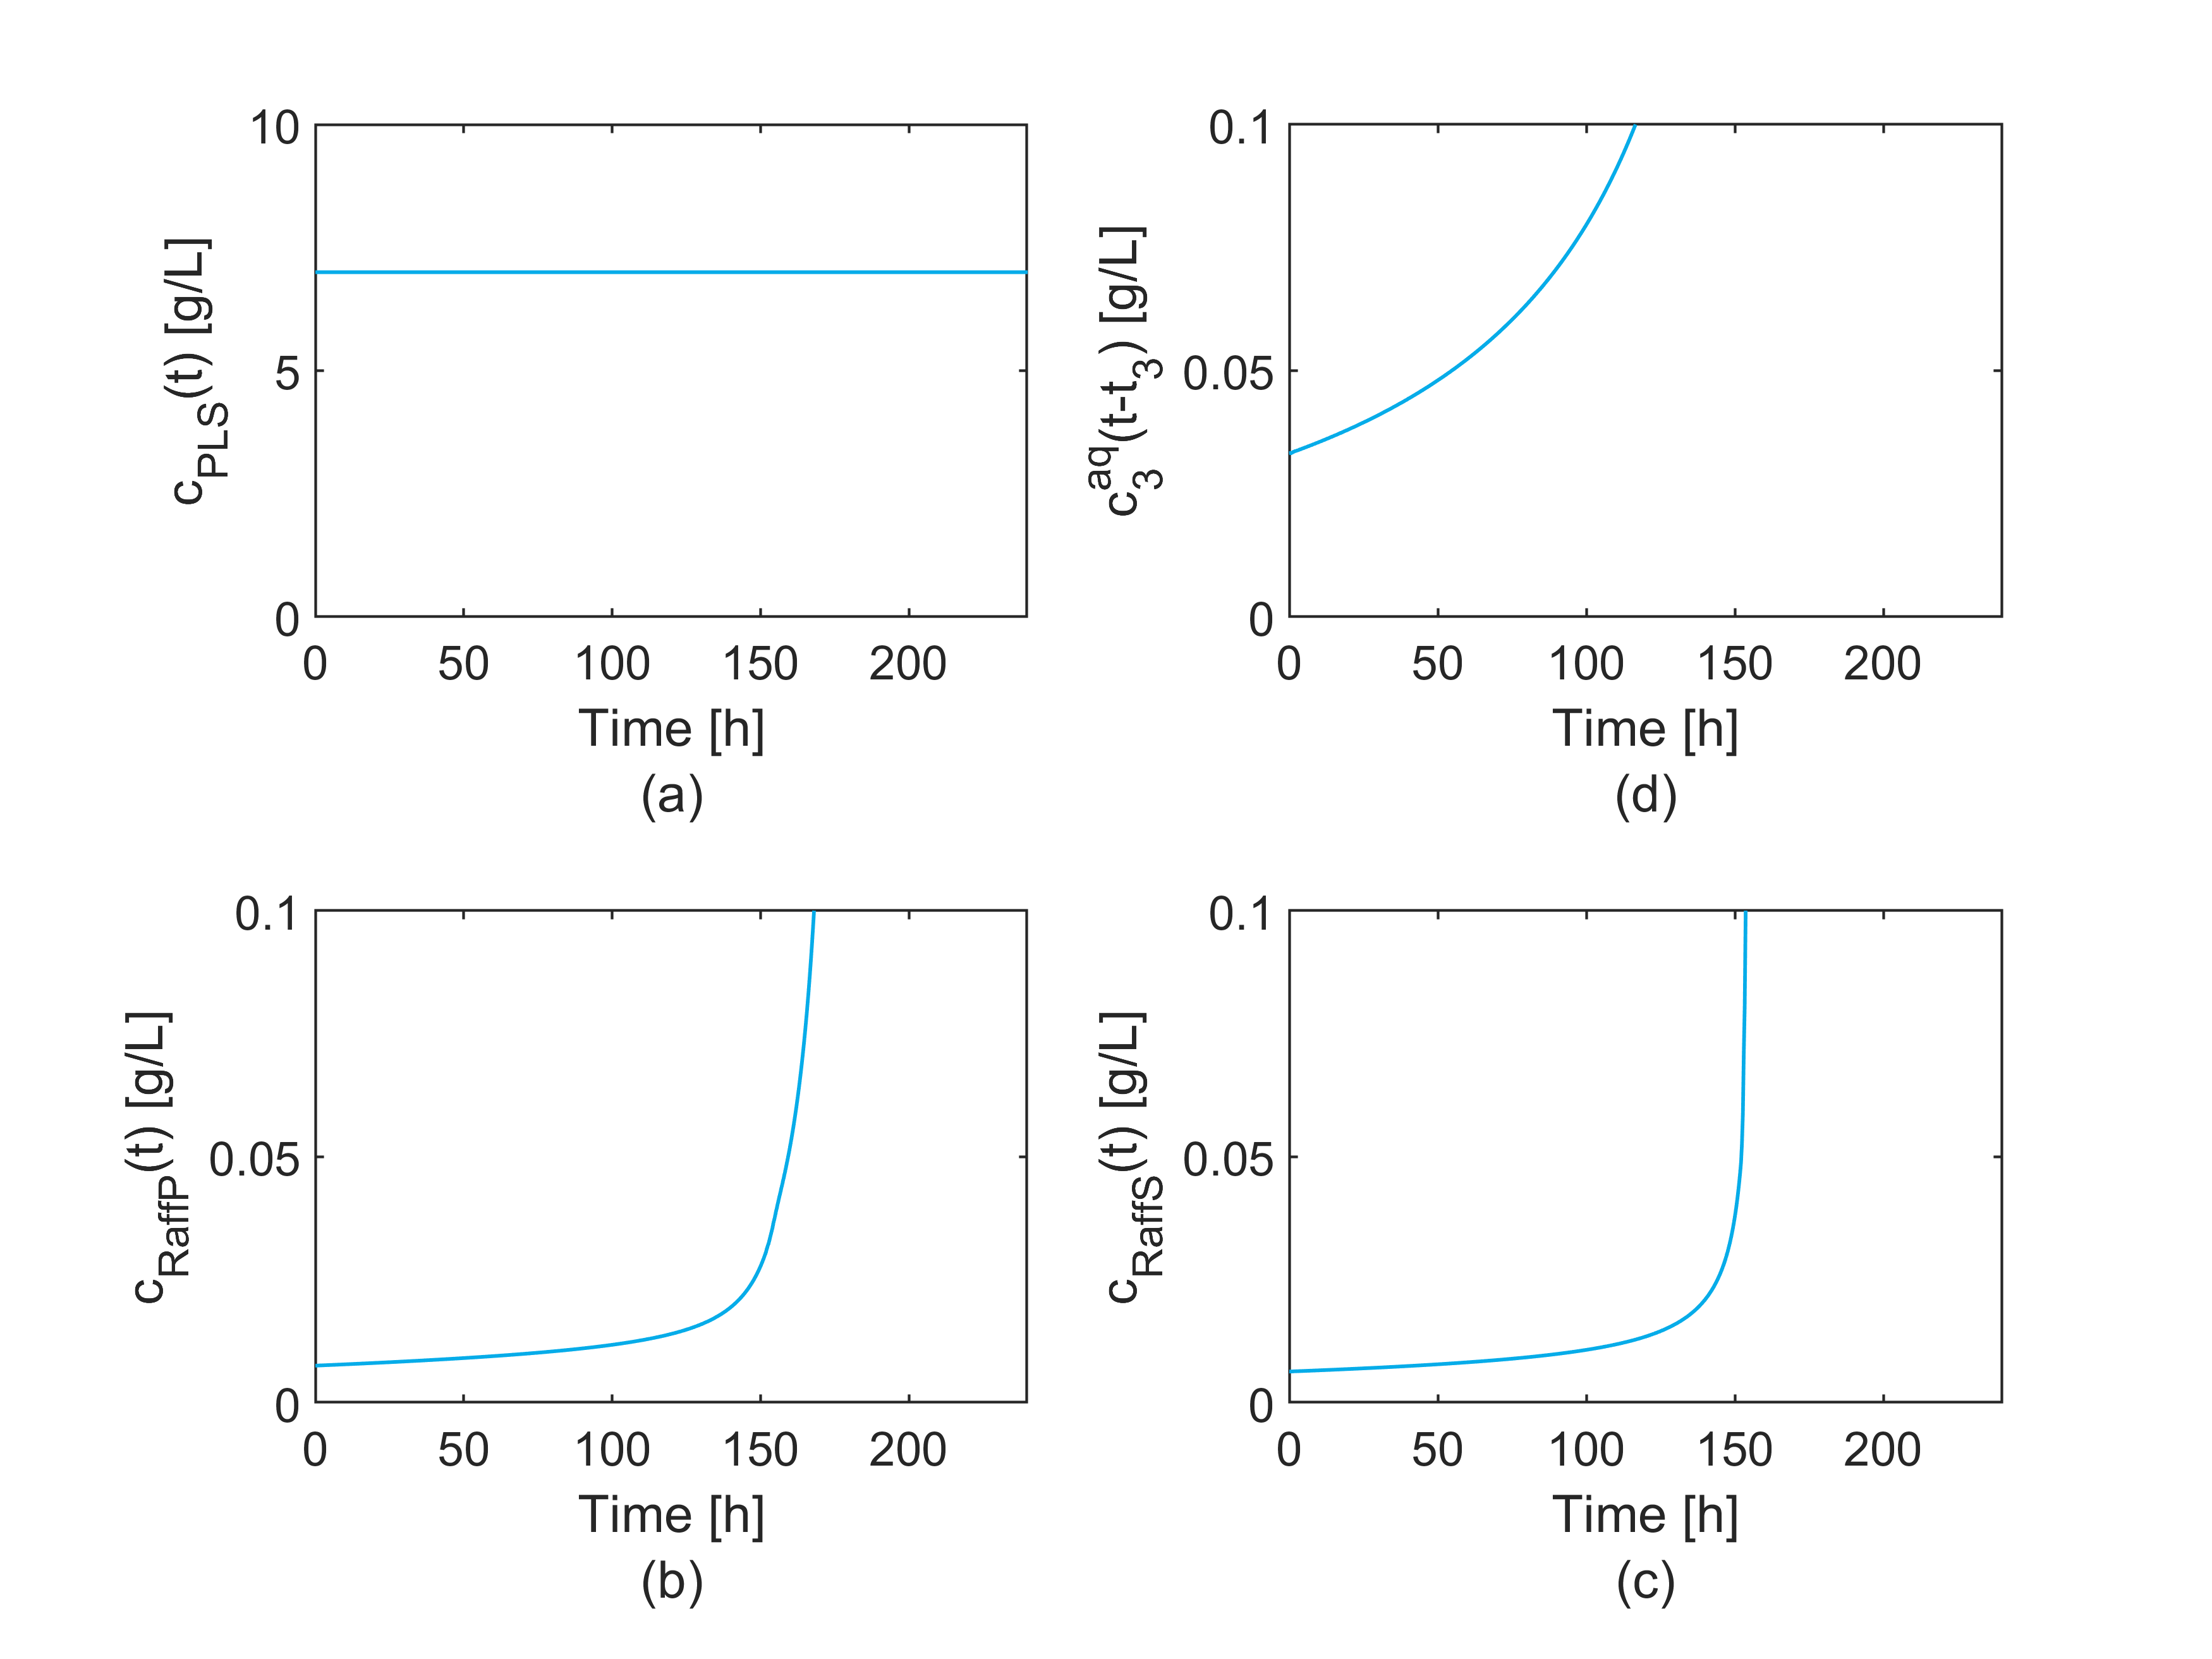 10
5
0
0 50 100 150 200
Time [h]
c_PLS(t) [g/L]
(a)
0.1
0.05
0
0 50 100 150 200
Time [h]
c_3^aq(t-t_3) [g/L]
(d)
0.1
0.05
0
0 50 100 150 200
Time [h]
c_RaffP(t) [g/L]
(b)
0.1
0.05
0
0 50 100 150 200
Time [h]
c_RaffS(t) [g/L]
(c)